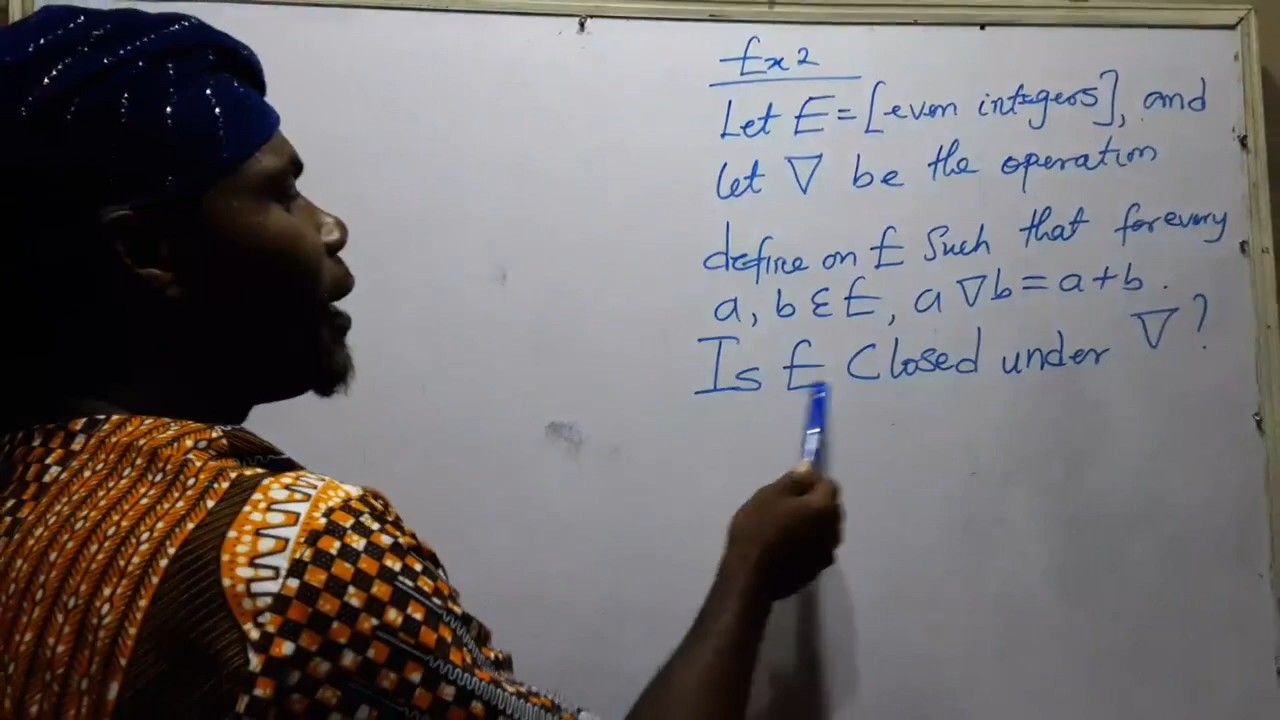 Ex 2
Let E = [even integers], and
let ∇ be the operation
define on E Such that for every
a, b ε E, a ∇ b = a + b.
Is E Closed under ∇?